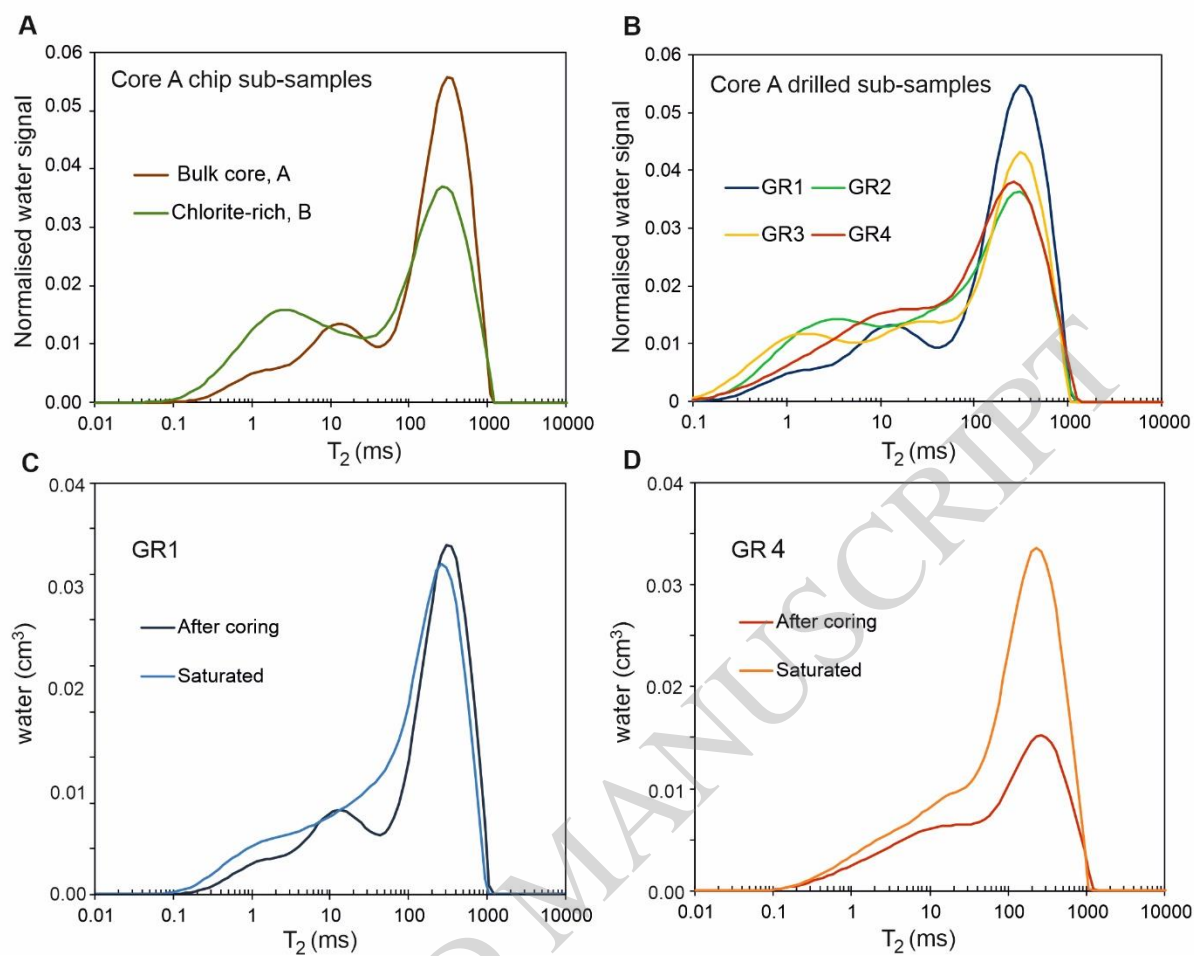 A
0.06
Core A chip sub-samples
0.05
Bulk core, A
0.04
Chlorite-rich, B
0.03
0.02
0.01
0.00
Normalised water signal
0.01 0.1 1 10 100 1000 10000
T2 (ms)
B
0.06
Core A drilled sub-samples
0.05
0.04
GR1 GR2
0.03
GR3 GR4
0.02
0.01
0
Normalised water signal
0.1 1 10 100 1000 10000
T2 (ms)
C
0.04
GR1
0.03
After coring
Saturated
0.02
0.01
0.00
water (cm3)
0.01 0.1 1 10 100 1000 10000
T2 (ms)
D
0.04
GR 4
0.03
After coring
Saturated
0.02
0.01
0.00
water (cm3)
0.01 0.1 1 10 100 1000 10000
T2 (ms)
D MANUSCRIPT